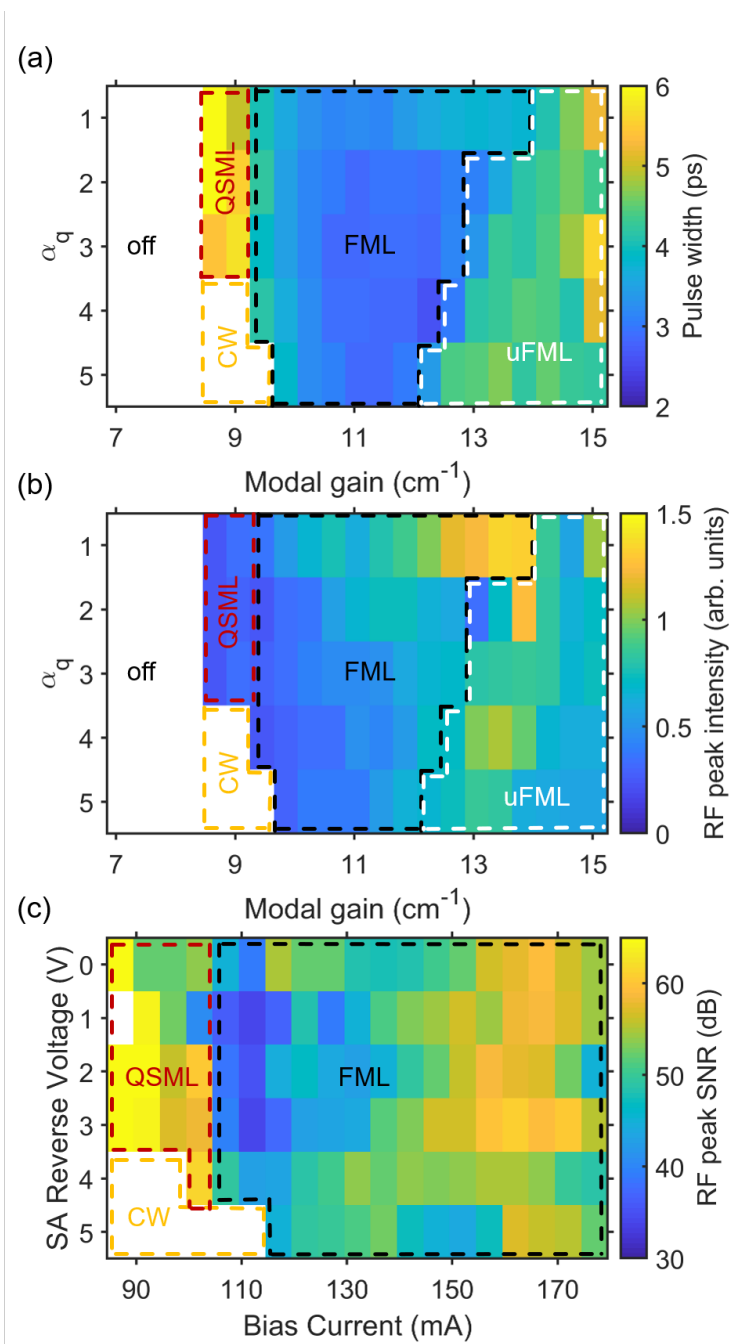 (a)
1
2
3
4
5
α_q
off
QSML
CW
FML
uFML
7 9 11 13 15
Modal gain (cm⁻¹)
6
5
4
3
2
Pulse width (ps)
(b)
1
2
3
4
5
α_q
off
QSML
CW
FML
uFML
7 9 11 13 15
Modal gain (cm⁻¹)
1.5
1
0.5
0
RF peak intensity (arb. units)
(c)
0
1
2
3
4
5
SA Reverse Voltage (V)
QSML
CW
FML
90 110 130 150 170
Bias Current (mA)
60
50
40
30
RF peak SNR (dB)